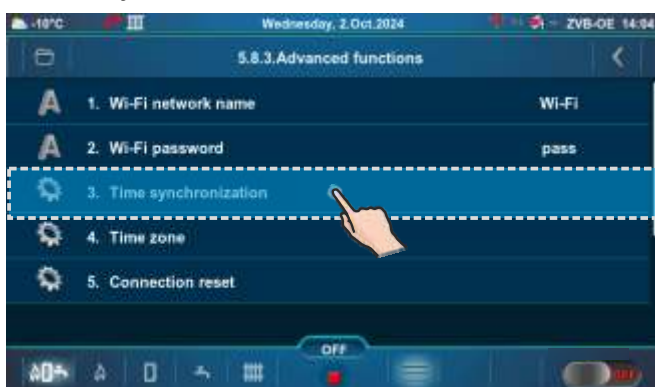 -10°C Wednesday, 2.Oct.2024 ZVB-OE 14:04
5.8.3.Advanced functions
1. Wi-Fi network name Wi-Fi
2. Wi-Fi password pass
3. Time synchronization
4. Time zone
5. Connection reset
OFF
OFF